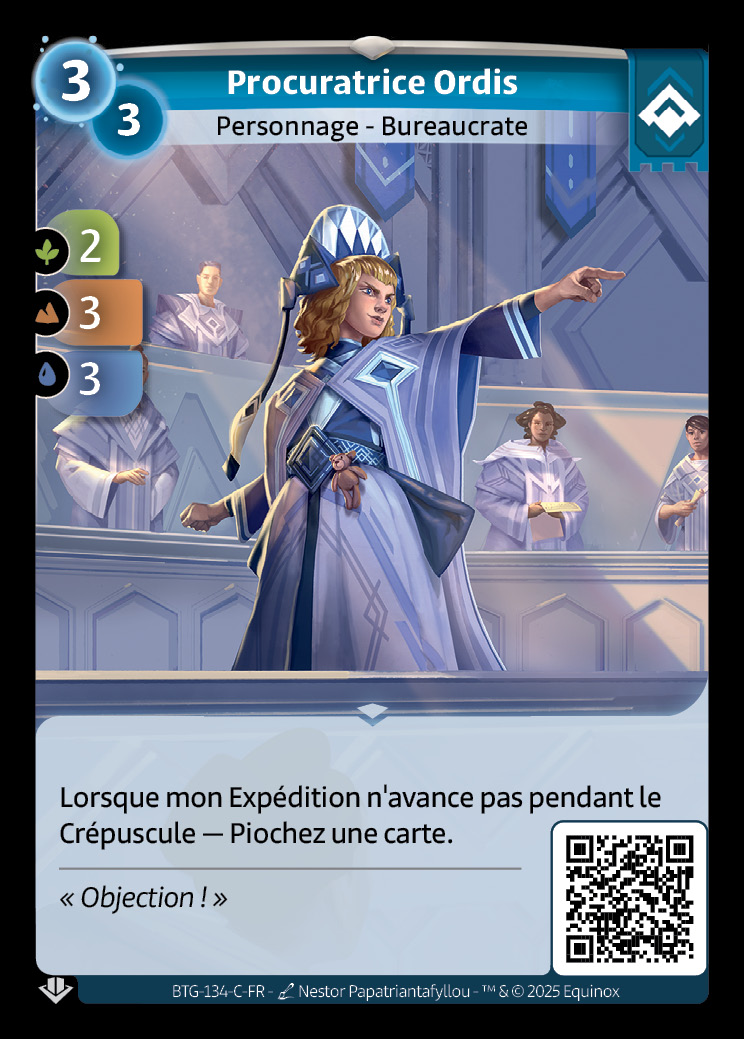 3
3
Procuratrice Ordis
Personnage - Bureaucrate
2
3
3
Lorsque mon Expédition n'avance pas pendant le
Crépuscule — Piochez une carte.
« Objection ! »
BTG-134-C-FR - Nestor Papatriantafyllou - ™ & © 2025 Equinox